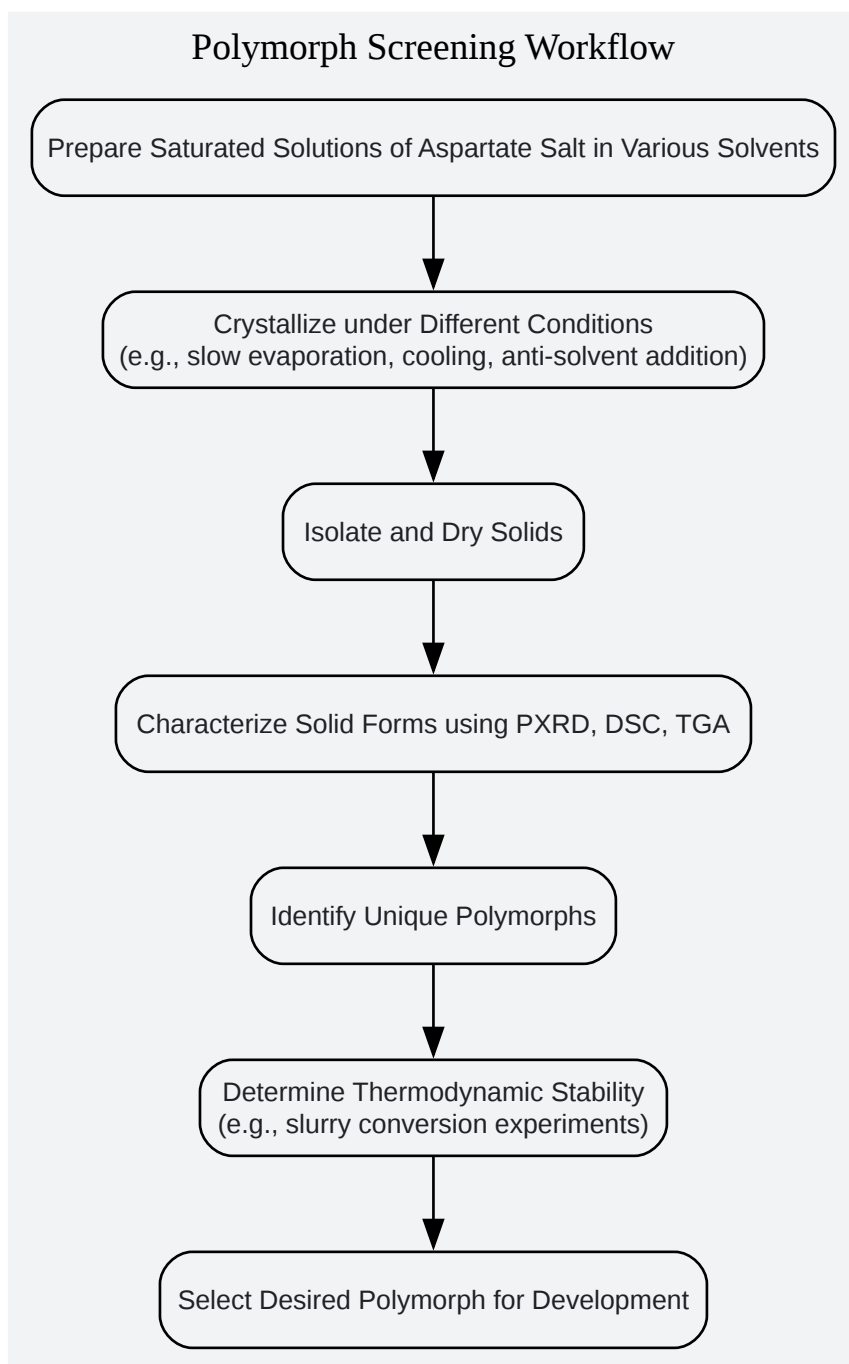 Polymorph Screening Workflow
Prepare Saturated Solutions of Aspartate Salt in Various Solvents
Crystallize under Different Conditions
(e.g., slow evaporation, cooling, anti-solvent addition)
Isolate and Dry Solids
Characterize Solid Forms using PXRD, DSC, TGA
Identify Unique Polymorphs
Determine Thermodynamic Stability
(e.g., slurry conversion experiments)
Select Desired Polymorph for Development